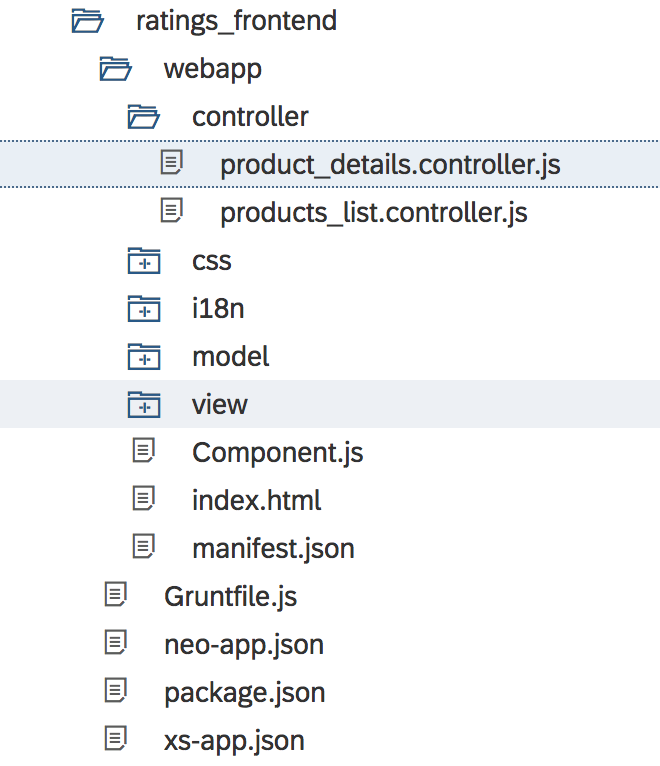 ratings_frontend
webapp
controller
product_details.controller.js
products_list.controller.js
css
i18n
model
view
Component.js
index.html
manifest.json
Gruntfile.js
neo-app.json
package.json
xs-app.json